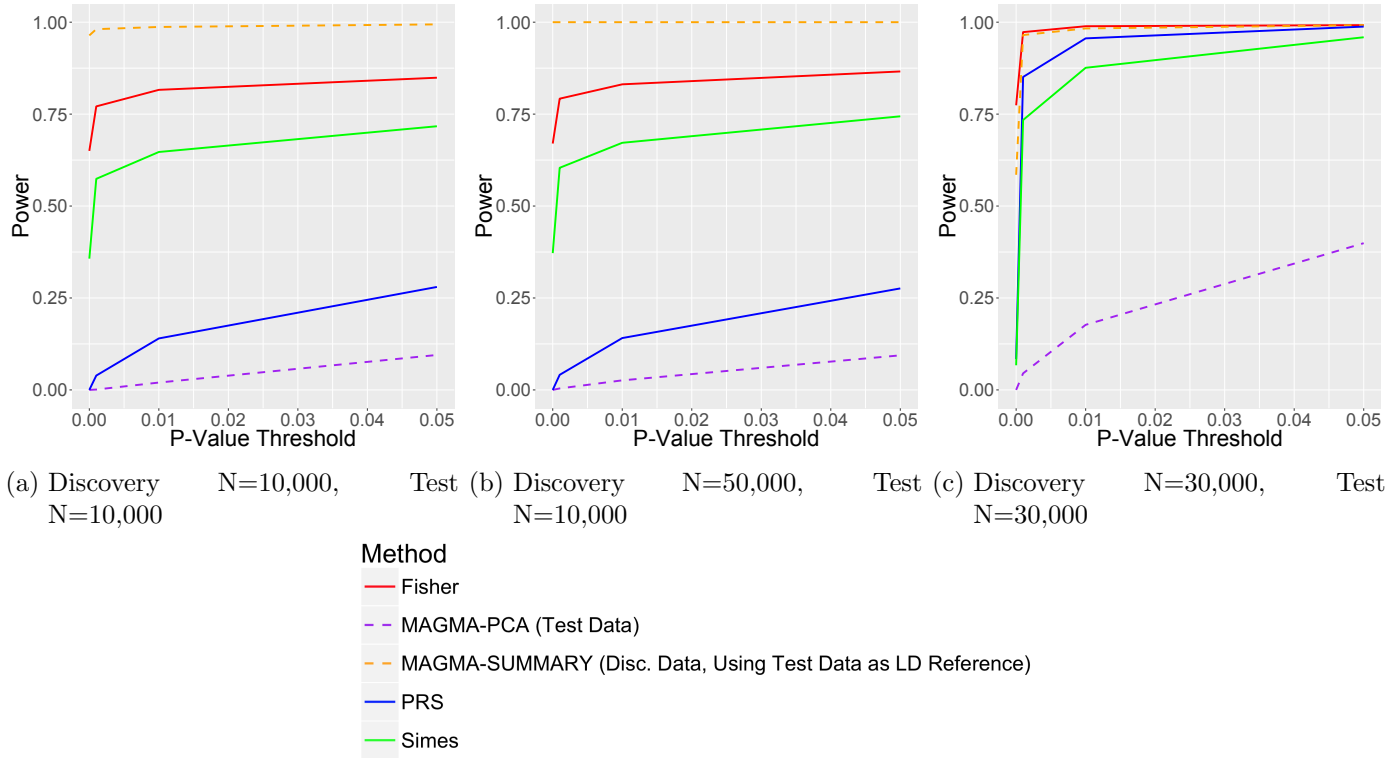 1.00
0.75
0.50
0.25
0.00
Power
0.00 0.01 0.02 0.03 0.04 0.05
P-Value Threshold
(a) Discovery N=10,000, Test
N=10,000
1.00
0.75
0.50
0.25
0.00
Power
0.00 0.01 0.02 0.03 0.04 0.05
P-Value Threshold
(b) Discovery N=50,000, Test
N=10,000
1.00
0.75
0.50
0.25
0.00
Power
0.00 0.01 0.02 0.03 0.04 0.05
P-Value Threshold
(c) Discovery N=30,000, Test
N=30,000
Method
Fisher
MAGMA-PCA (Test Data)
MAGMA-SUMMARY (Disc. Data, Using Test Data as LD Reference)
PRS
Simes